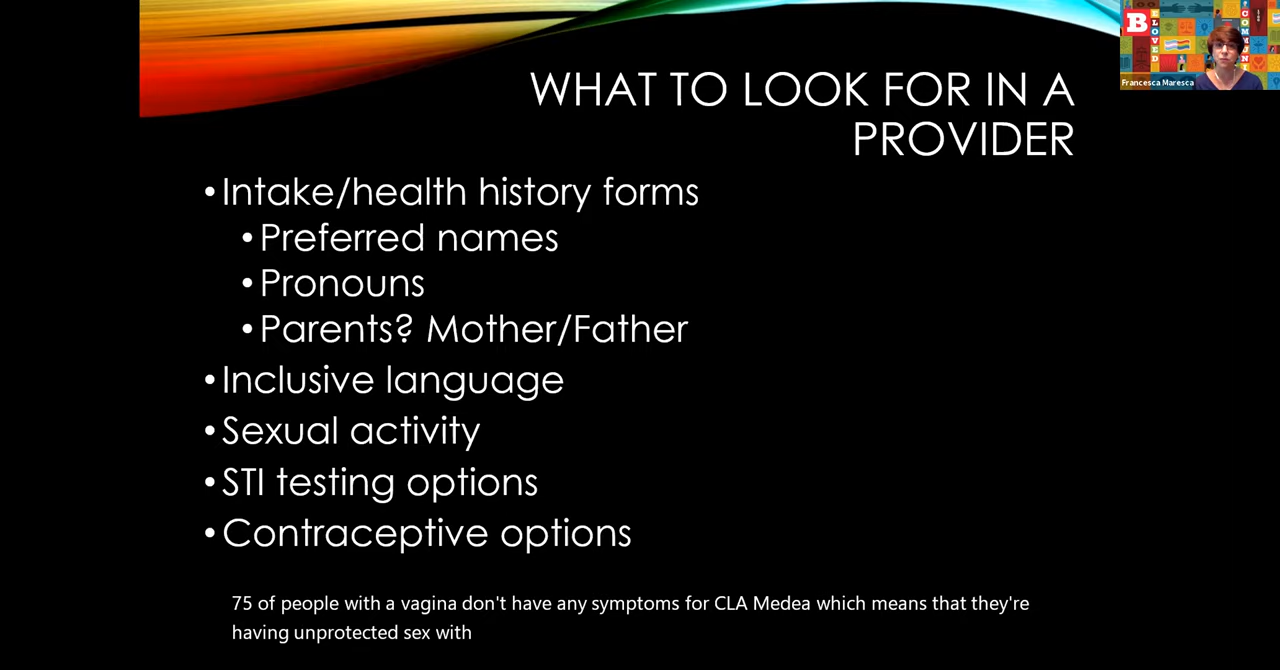 WHAT TO LOOK FOR IN A
PROVIDER
• Intake/health history forms
• Preferred names
• Pronouns
• Parents? Mother/Father
• Inclusive language
• Sexual activity
• STI testing options
• Contraceptive options
75 of people with a vagina don't have any symptoms for CLA Medea which means that they're
having unprotected sex with
B
ELOVED
COMMUNI
Francesca Maresca